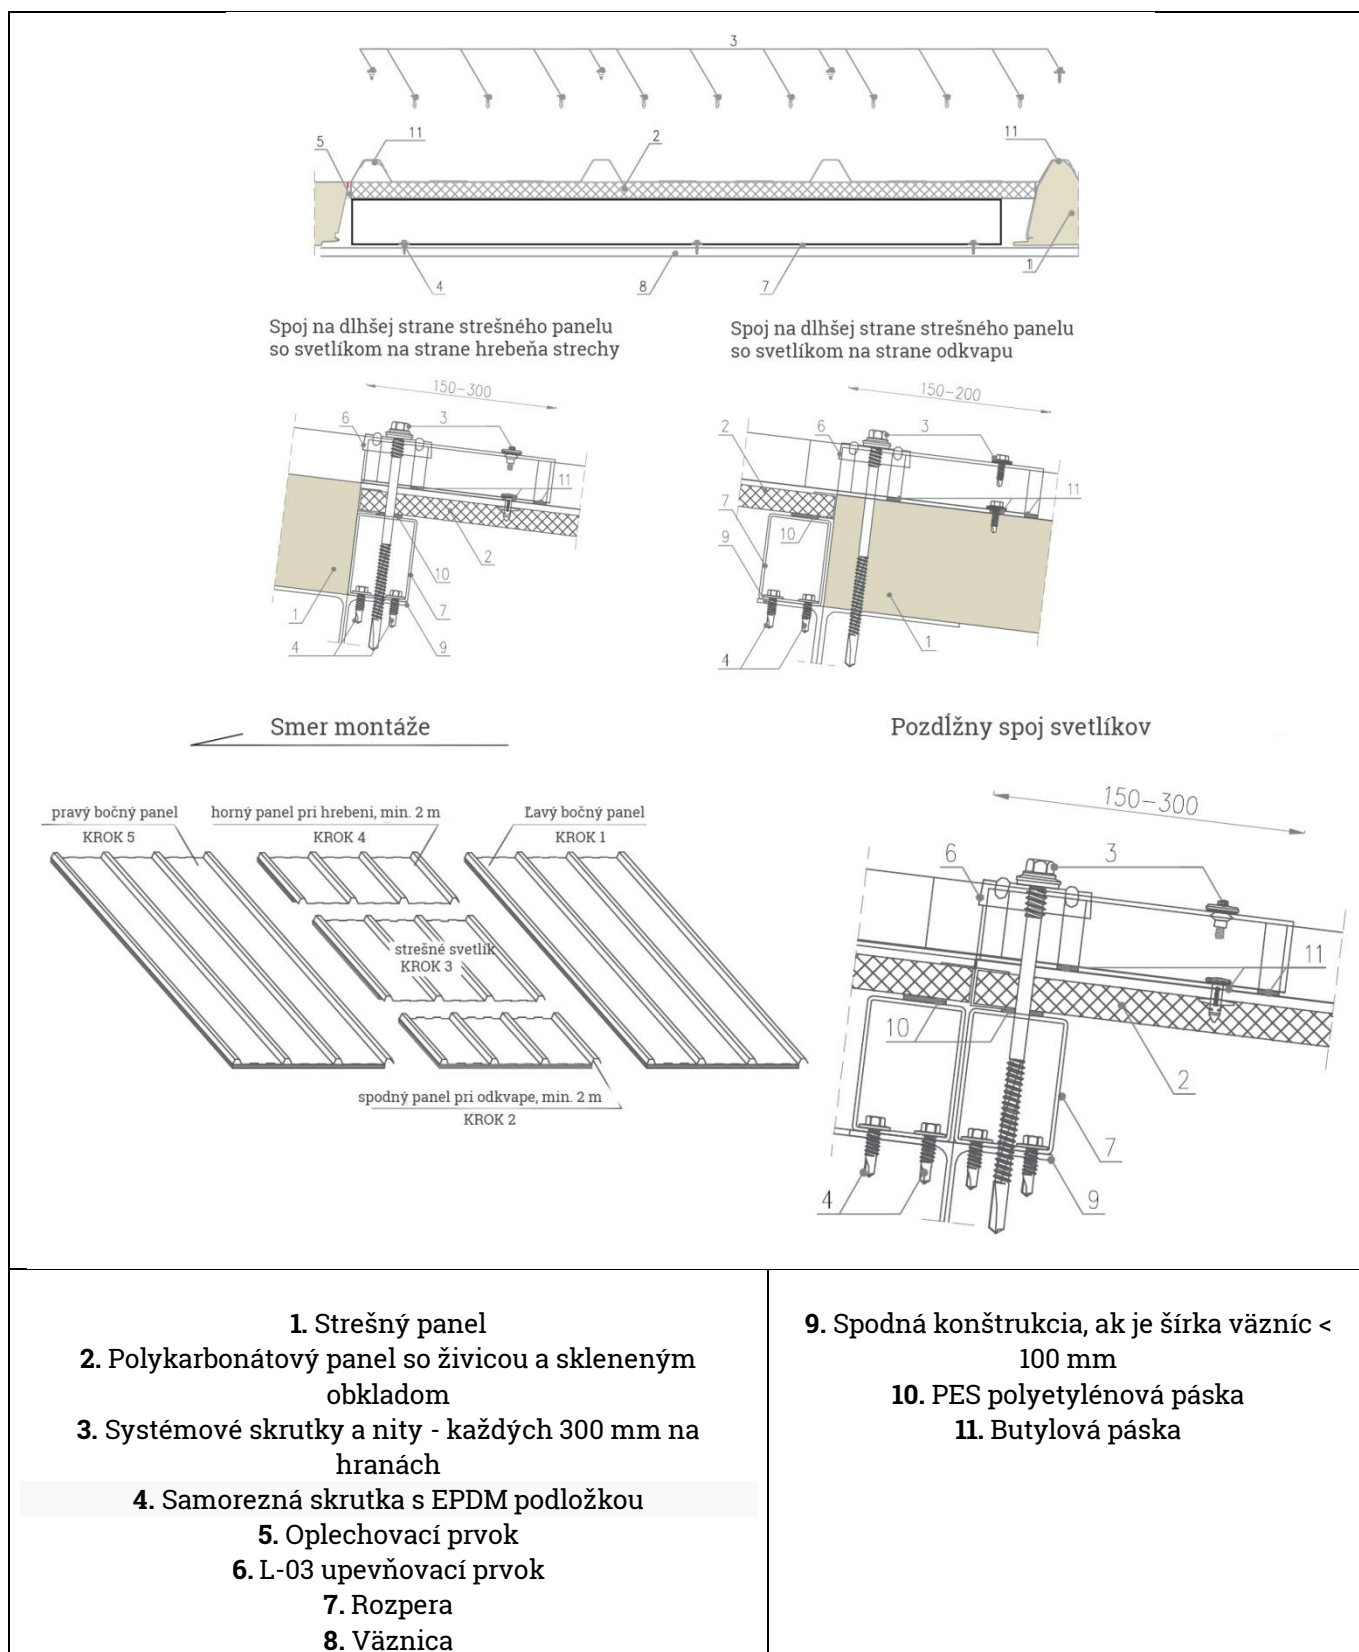 3
5
11
2
11
4
8
7
1
Spoj na dlhšej strane strešného panelu
so svetlíkom na strane hrebeňa strechy
Spoj na dlhšej strane strešného panelu
so svetlíkom na strane odkvapu
150-300
6
3
11
2
10
7
1
4
9
150-200
2
6
3
7
11
10
9
1
4
Smer montáže
pravý bočný panel
KROK 5
horný panel pri hrebeni, min. 2 m
KROK 4
Ľavý bočný panel
KROK 1
strešné svetlík
KROK 3
spodný panel pri odkvape, min. 2 m
KROK 2
Pozdĺžny spoj svetlíkov
150-300
6
3
11
10
2
7
4
9
1. Strešný panel
2. Polykarbonátový panel so živicou a skleneným
obkladom
3. Systémové skrutky a nity - každých 300 mm na
hranách
4. Samorezná skrutka s EPDM podložkou
5. Oplechovací prvok
6. L-03 upevňovací prvok
7. Rozpera
8. Väznica
9. Spodná konštrukcia, ak je šírka väzníc <
100 mm
10. PES polyetylénová páska
11. Butylová páska